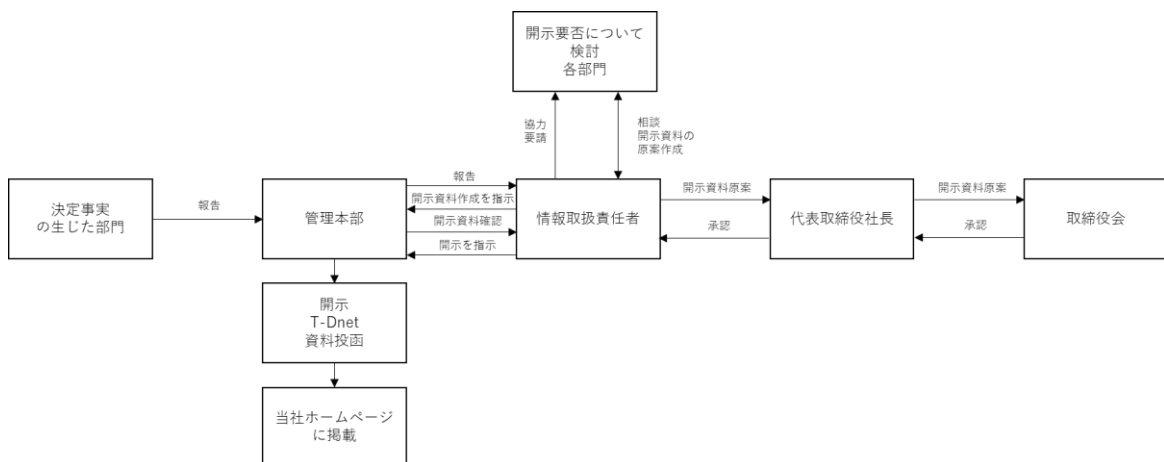 開示要否について
検討
各部門
協力
要請
相談
開示資料の
原案作成
決定事実
の生じた部門
報告
管理本部
報告
開示資料作成を指示
開示資料確認
開示を指示
情報取扱責任者
開示資料原案
承認
代表取締役社長
開示資料原案
承認
取締役会
開示
T-Dnet
資料投函
当社ホームページ
に掲載